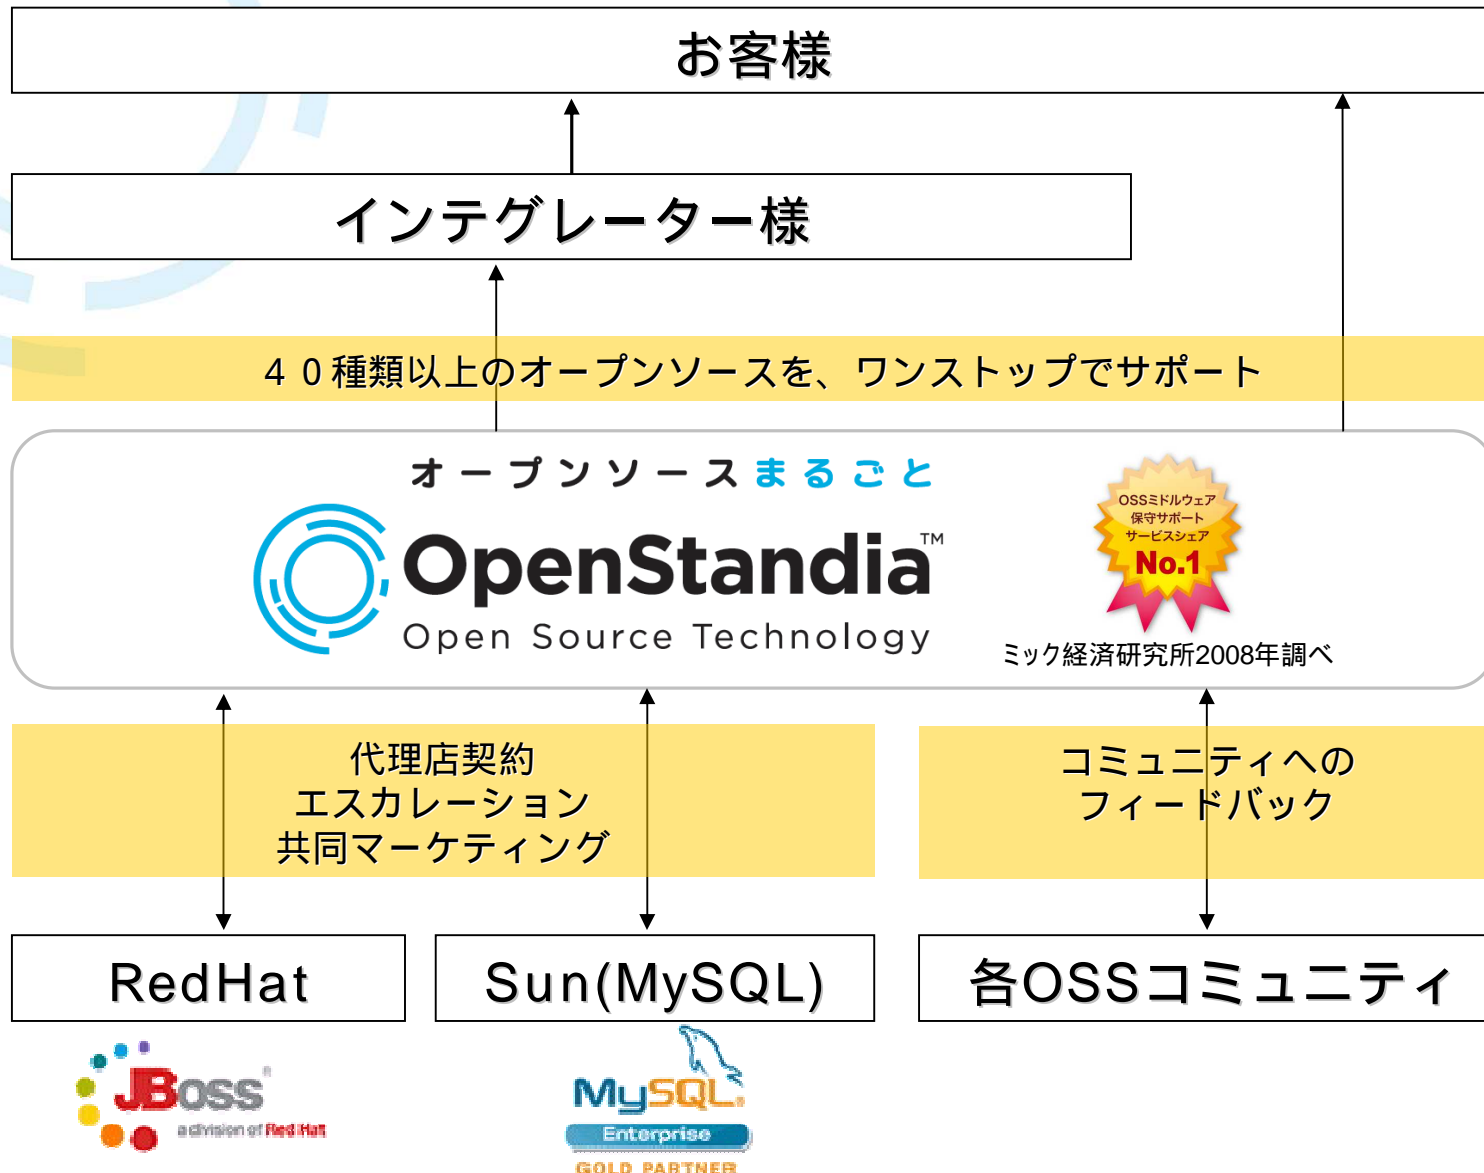 お客様
インテグレーター様
４０種類以上のオープンソースを、ワンストップでサポート
オープンソースまるごと
OpenStandia™
Open Source Technology
OSSミドルウェア
保守サポート
サービスシェア
No.1
ミック経済研究所2008年調べ
代理店契約
エスカレーション
共同マーケティング
コミュニティへの
フィードバック
RedHat
Sun(MySQL)
各OSSコミュニティ
JBoss®
a division of Red Hat
MySQL®
Enterprise
GOLD PARTNER